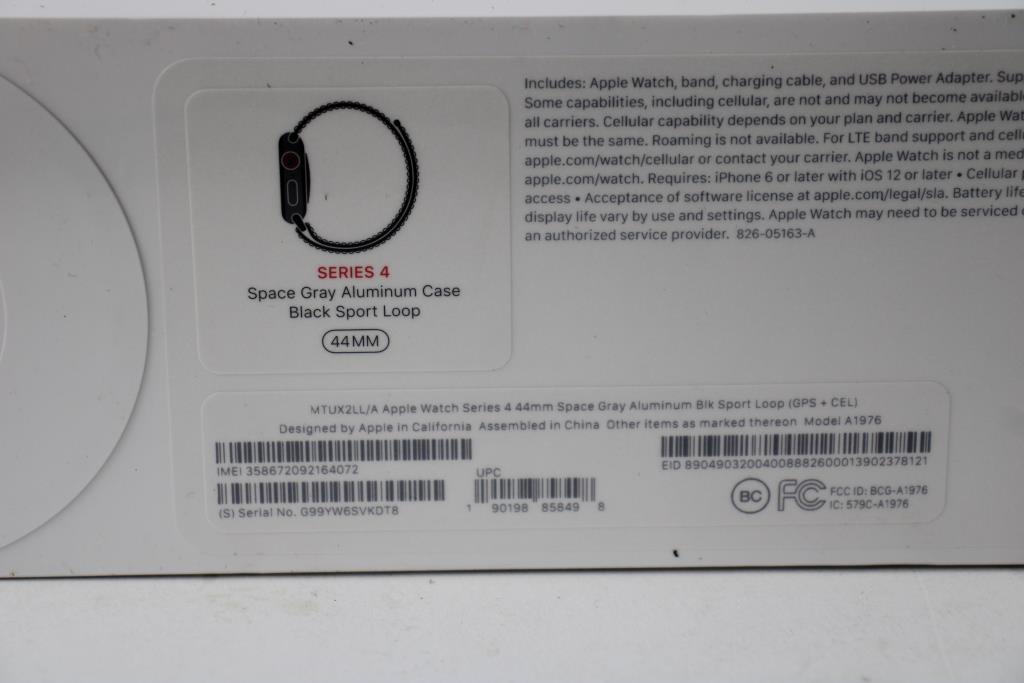 Includes: Apple Watch, band, charging cable, and USB Power Adapter. Sup
Some capabilities, including cellular, are not and may not become available
all carriers. Cellular capability depends on your plan and carrier. Apple Wat
must be the same. Roaming is not available. For LTE band support and cell
apple.com/watch/cellular or contact your carrier. Apple Watch is not a med
apple.com/watch. Requires: iPhone 6 or later with iOS 12 or later • Cellular p
access • Acceptance of software license at apple.com/legal/sla. Battery life
display life vary by use and settings. Apple Watch may need to be serviced
an authorized service provider. 826-05163-A
SERIES 4
Space Gray Aluminum Case
Black Sport Loop
44MM
MTUX2LL/A Apple Watch Series 4 44mm Space Gray Aluminum Blk Sport Loop (GPS + CEL)
Designed by Apple in California Assembled in China Other items as marked thereon Model A1976
IMEI 358672092164072
EID 89049032004008882600013902378121
UPC
(S) Serial No. G99YW6SVKDT8
1 90198 85849 8
BC FC
FCC ID: BCG-A1976
IC: 579C-A1976